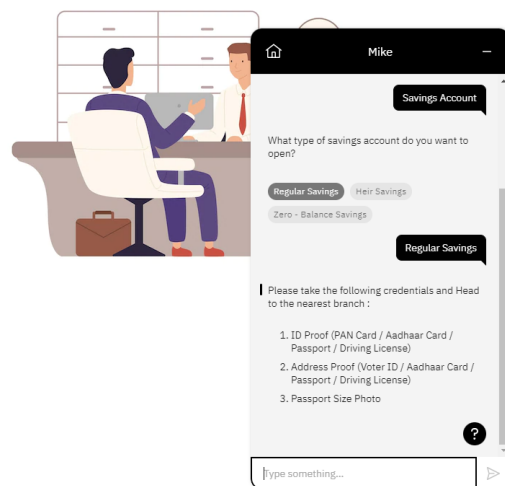 Mike
Savings Account
What type of savings account do you want to
open?
Regular Savings
Heir Savings
Zero - Balance Savings
Regular Savings
Please take the following credentials and Head
to the nearest branch :
1. ID Proof (PAN Card / Aadhaar Card /
Passport / Driving License)
2. Address Proof (Voter ID / Aadhaar Card /
Passport / Driving License)
3. Passport Size Photo
?
Type something...